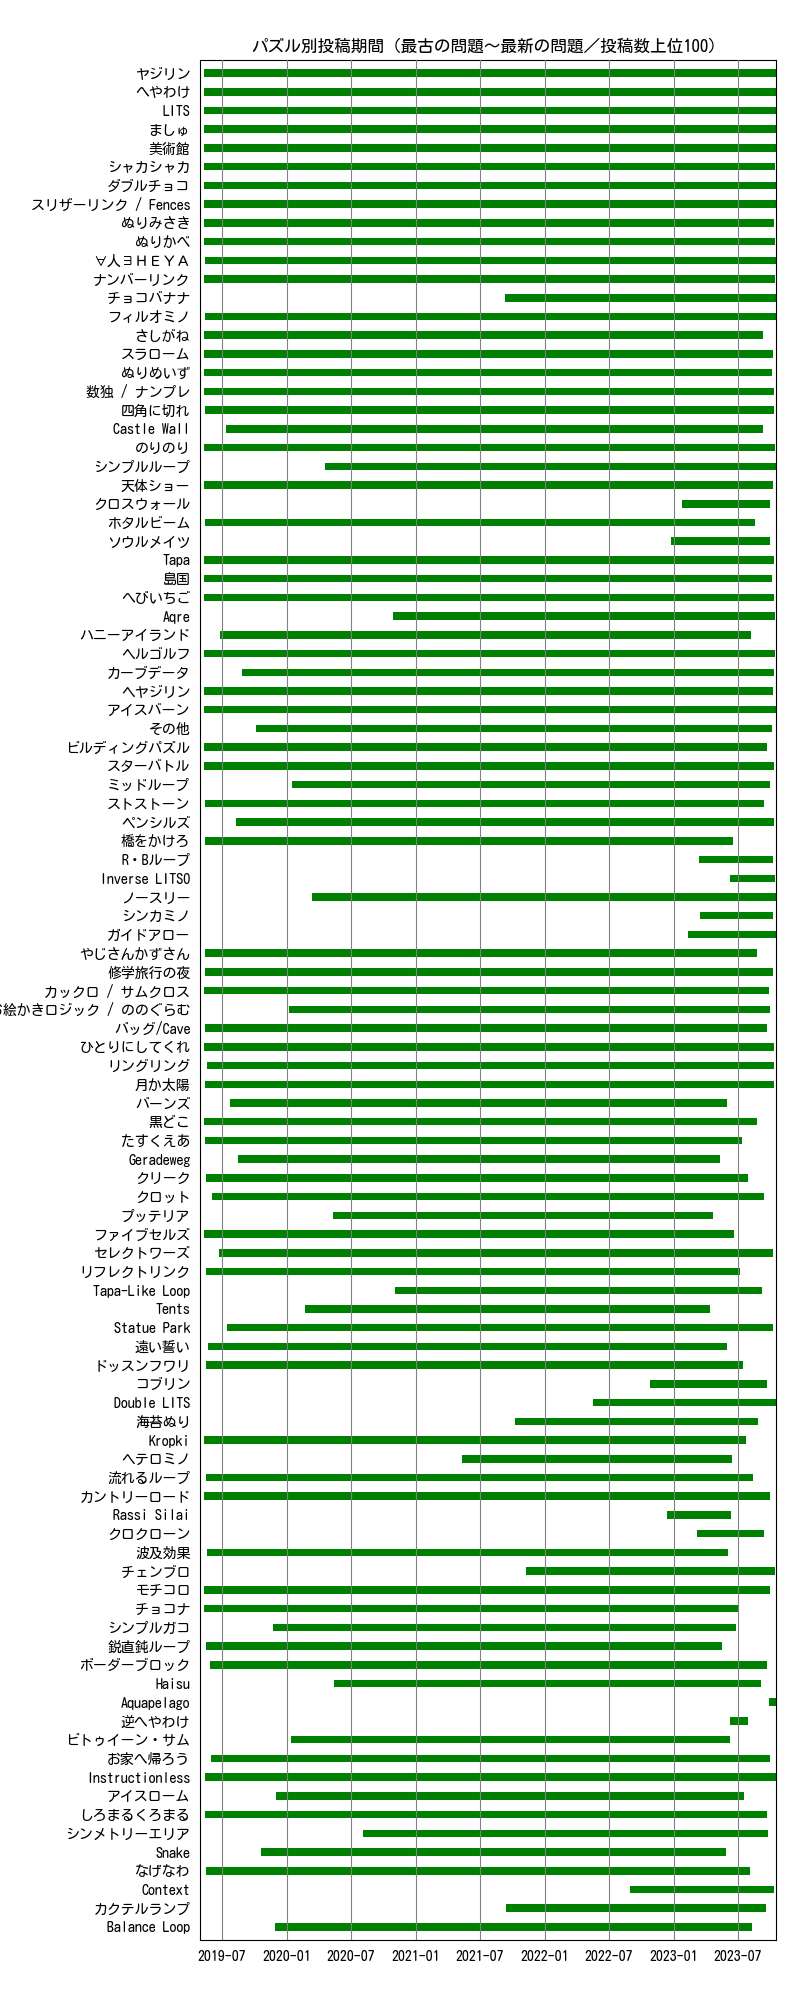 パズル別投稿期間（最古の問題～最新の問題／投稿数上位100）
ヤジリン
へやわけ
LITS
ましゅ
美術館
シャカシャカ
ダブルチョコ
スリザーリンク / Fences
ぬりみさき
ぬりかべ
∀人∃ＨＥＹＡ
ナンバーリンク
チョコバナナ
フィルオミノ
さしがね
スラローム
ぬりめいず
数独 / ナンプレ
四角に切れ
Castle Wall
のりのり
シンプルループ
天体ショー
クロスウォール
ホタルビーム
ソウルメイツ
Tapa
島国
へびいちご
Aqre
ハニーアイランド
ヘルゴルフ
カーブデータ
ヘヤジリン
アイスバーン
その他
ビルディングパズル
スターバトル
ミッドループ
ストストーン
ペンシルズ
橋をかけろ
R・Bループ
Inverse LITSO
ノースリー
シンカミノ
ガイドアロー
やじさんかずさん
修学旅行の夜
カックロ / サムクロス
絵かきロジック / ののぐらむ
バッグ/Cave
ひとりにしてくれ
リングリング
月か太陽
バーンズ
黒どこ
たすくえあ
Geradeweg
クリーク
クロット
プッテリア
ファイブセルズ
セレクトワーズ
リフレクトリンク
Tapa-Like Loop
Tents
Statue Park
遠い誓い
ドッスンフワリ
コブリン
Double LITS
海苔ぬり
Kropki
ヘテロミノ
流れるループ
カントリーロード
Rassi Silai
クロクローン
波及効果
チェンブロ
モチコロ
チョコナ
シンプルガコ
鋭直鈍ループ
ボーダーブロック
Haisu
Aquapelago
逆へやわけ
ビトゥイーン・サム
お家へ帰ろう
Instructionless
アイスローム
しろまるくろまる
シンメトリーエリア
Snake
なげなわ
Context
カクテルランプ
Balance Loop
2019-07 2020-01 2020-07 2021-01 2021-07 2022-01 2022-07 2023-01 2023-07